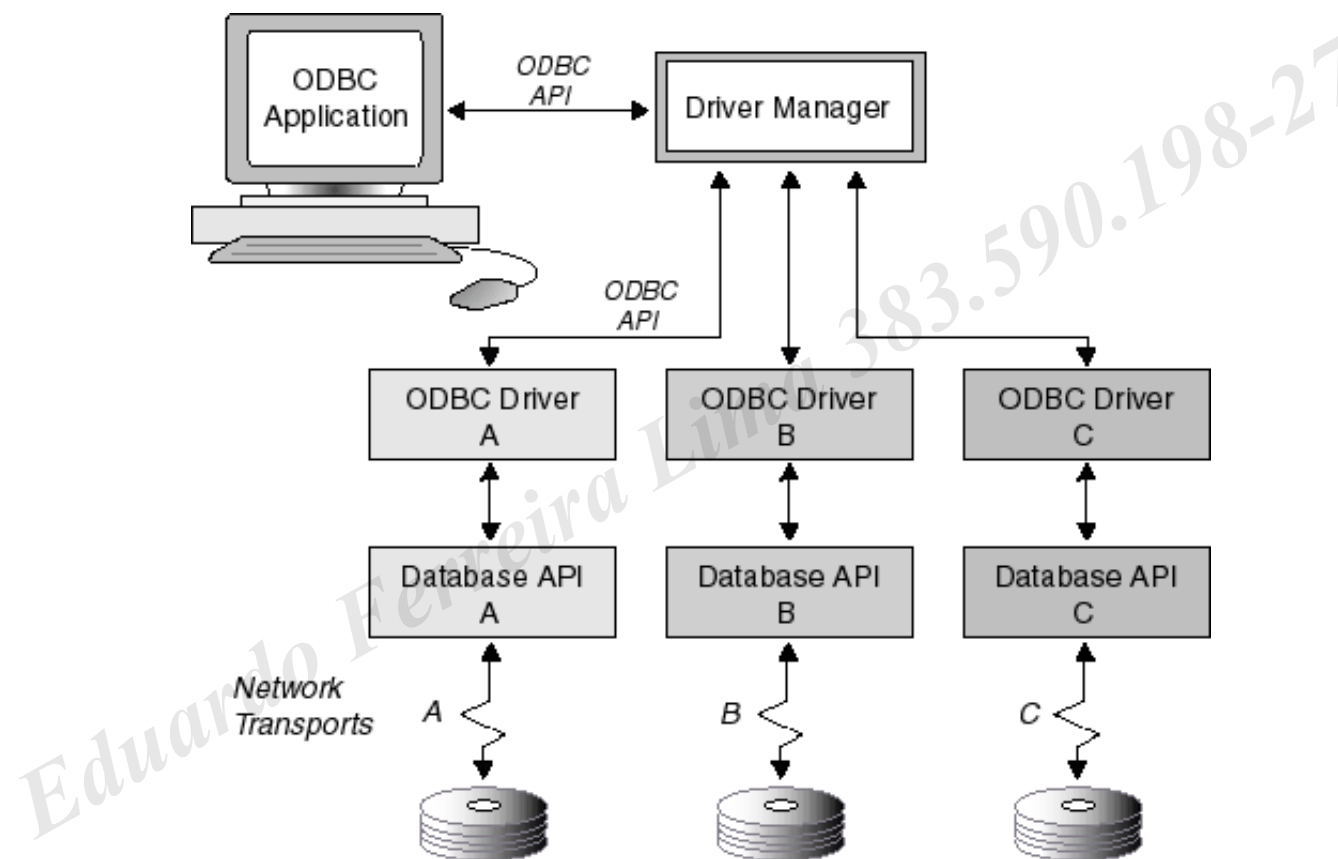 ODBC
Application
ODBC
API
Driver Manager
ODBC
API
ODBC Driver
A
ODBC Driver
B
ODBC Driver
C
Database API
A
Database API
B
Database API
C
Network
Transports
A
B
C
Eduardo Ferreira Lima 383.590.198-27